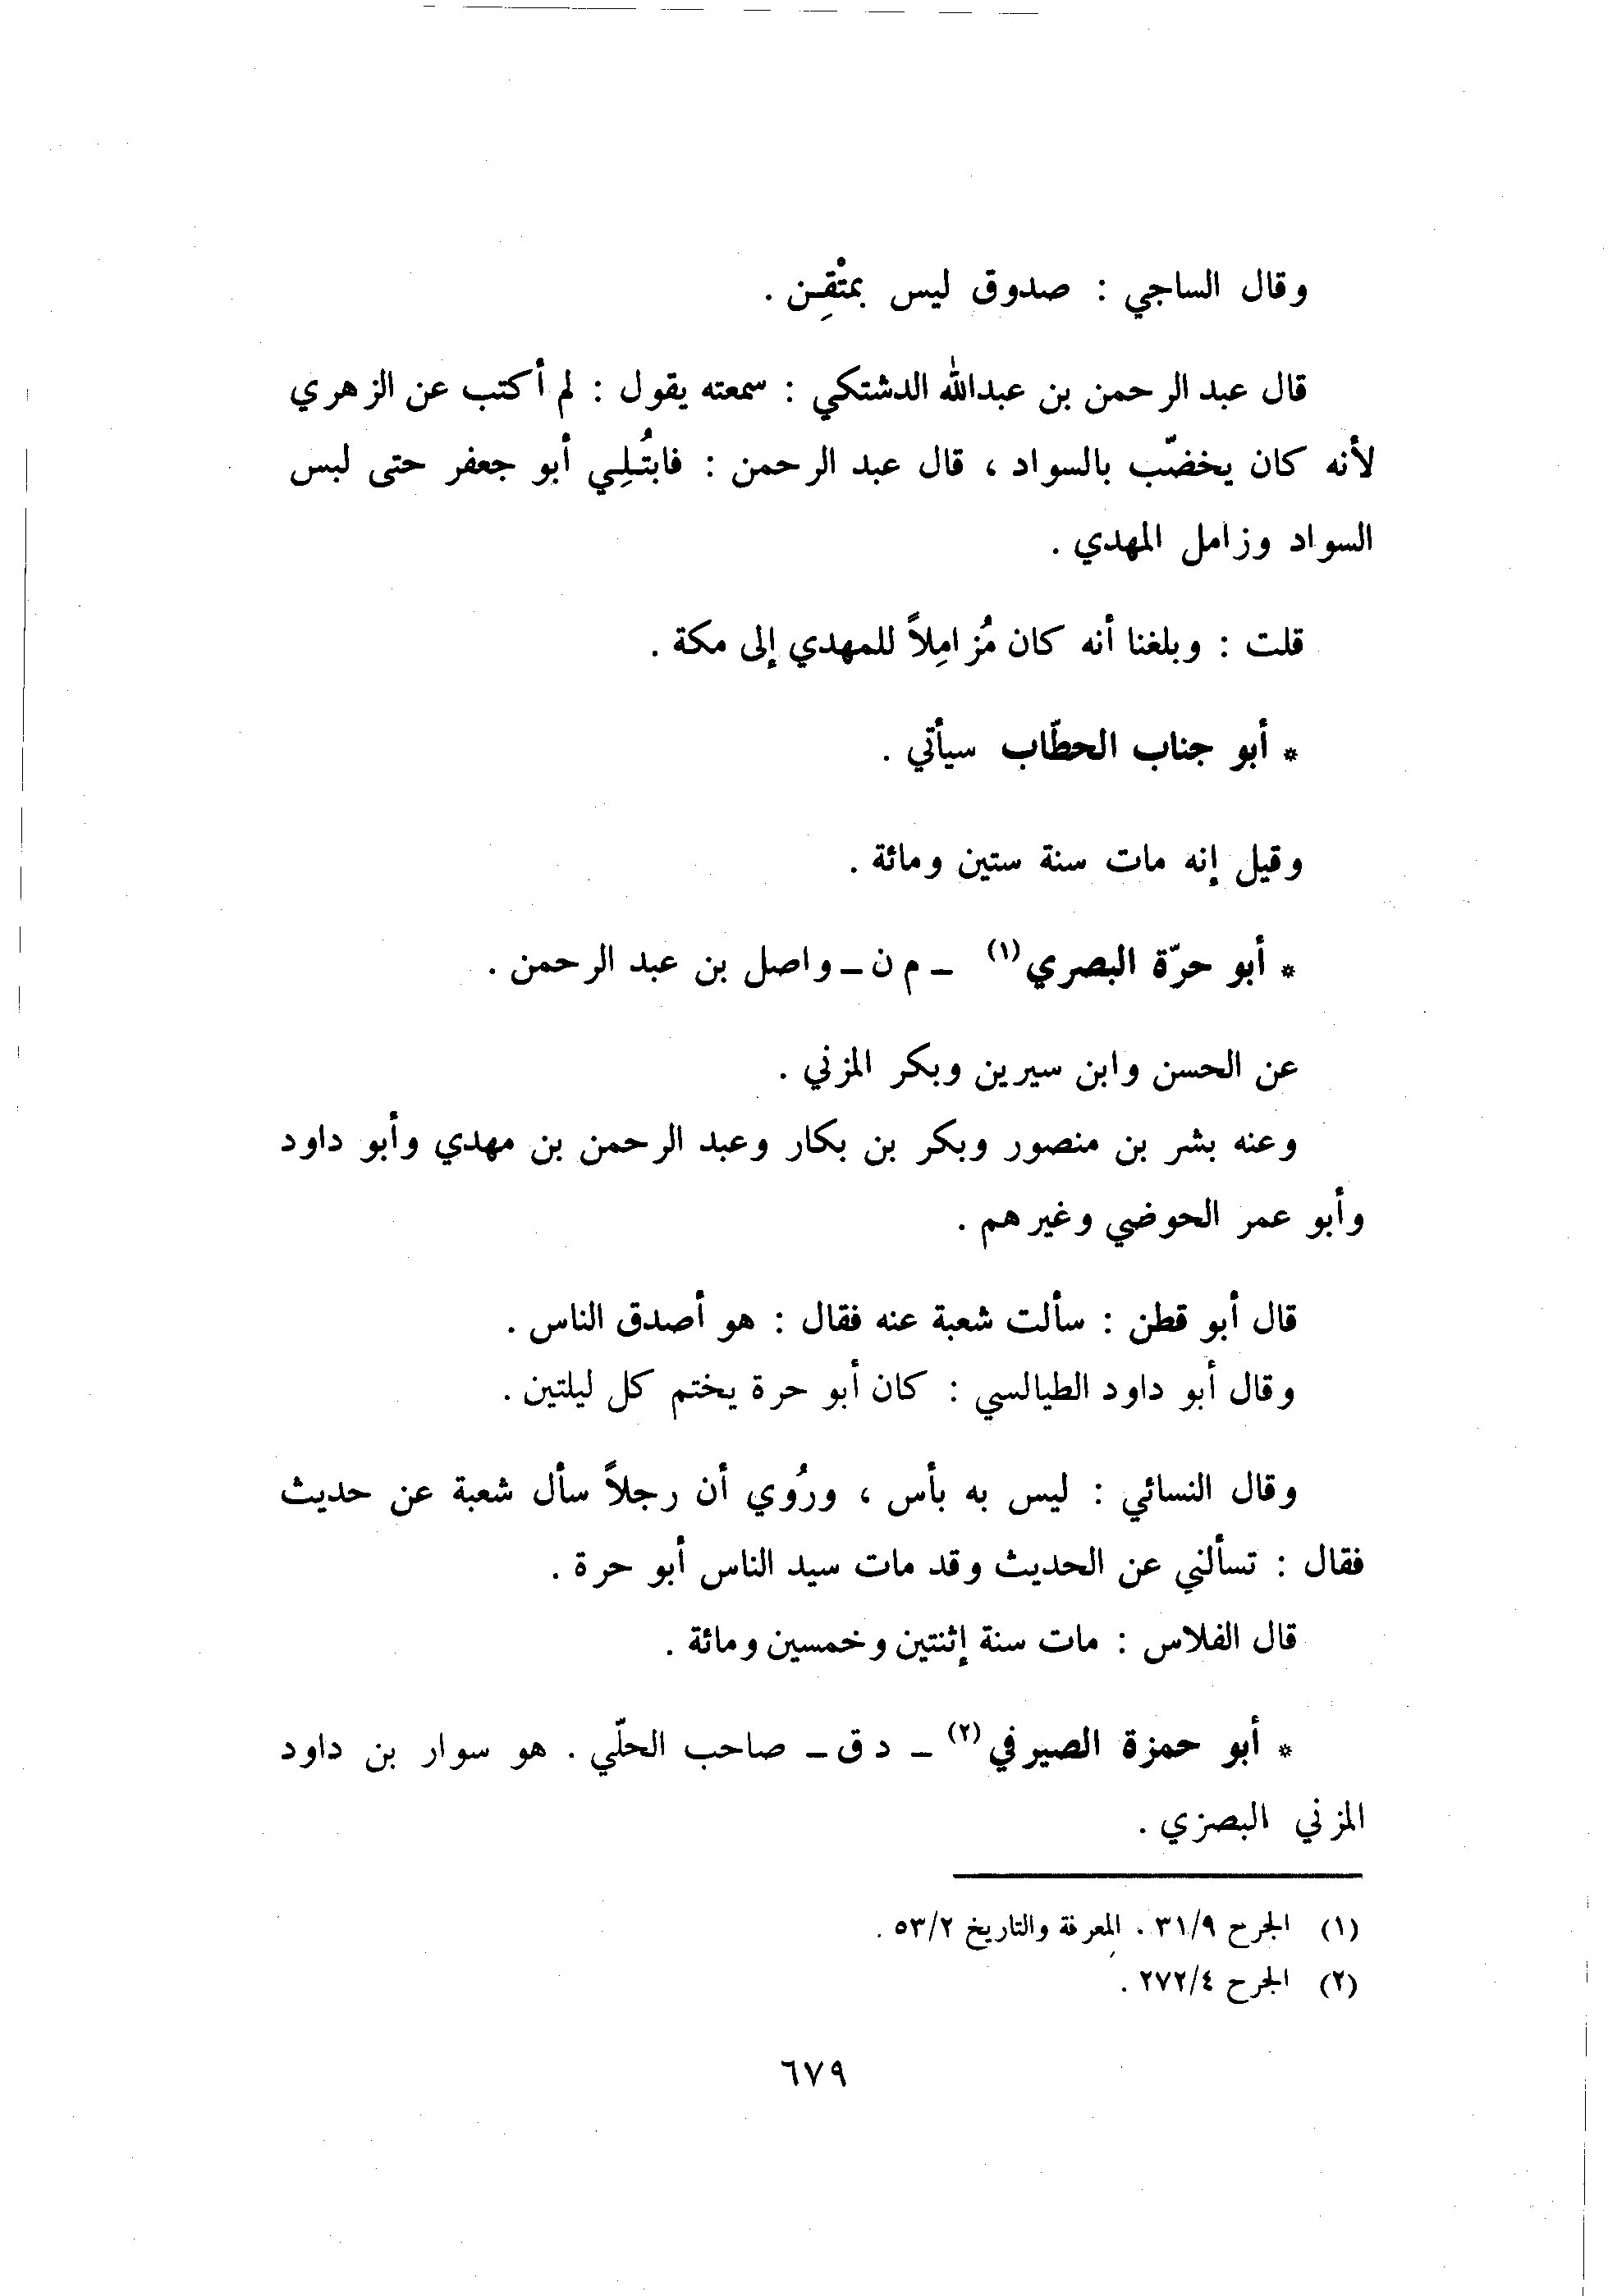 وقال الساجي : صدوق ليس بمتْقِـن .
قال عبد الرحمن بن عبدالله الدشتكي : سمعته يقول : لم أكتب عن الزهري
لأنه كان يخضّب بالسواد ، قال عبد الرحمن : فابتُـلِـي أبو جعفر حتى لبس
السواد وزامل المهدي .
قلت : وبلغنا أنه كان مُزامِلاً للمهدي إلى مكة .
* أبو جناب الحطّاب سيأتي .
وقيل إنه مات سنة ستين ومائة .
* أبو حرّة البصري(١) ـ م ن ـ واصل بن عبد الرحمن .
عن الحسن وابن سيرين وبكر المزني .
وعنه بشر بن منصور وبكر بن بكار وعبد الرحمن بن مهدي وأبو داود
وأبو عمر الحوضي وغيرهم .
قال أبو قطن : سألت شعبة عنه فقال : هو أصدق الناس .
وقال أبو داود الطيالسي : كان أبو حرة يختم كل ليلتين .
وقال النسائي : ليس به بأس ، ورُوي أن رجلاً سأل شعبة عن حديث
فقال : تسألني عن الحديث وقد مات سيد الناس أبو حرة .
قال الفلاس : مات سنة إثنتين وخمسين ومائة .
* أبو حمزة الصيرفي(٢) ـ د ق ـ صاحب الحلّي . هو سوار بن داود
المزني البصزي .
(١) الجرح ٣١/٩ . المعرفة والتاريخ ٥٣/٢ .
(٢) الجرح ٢٧٢/٤ .
٦٧٩